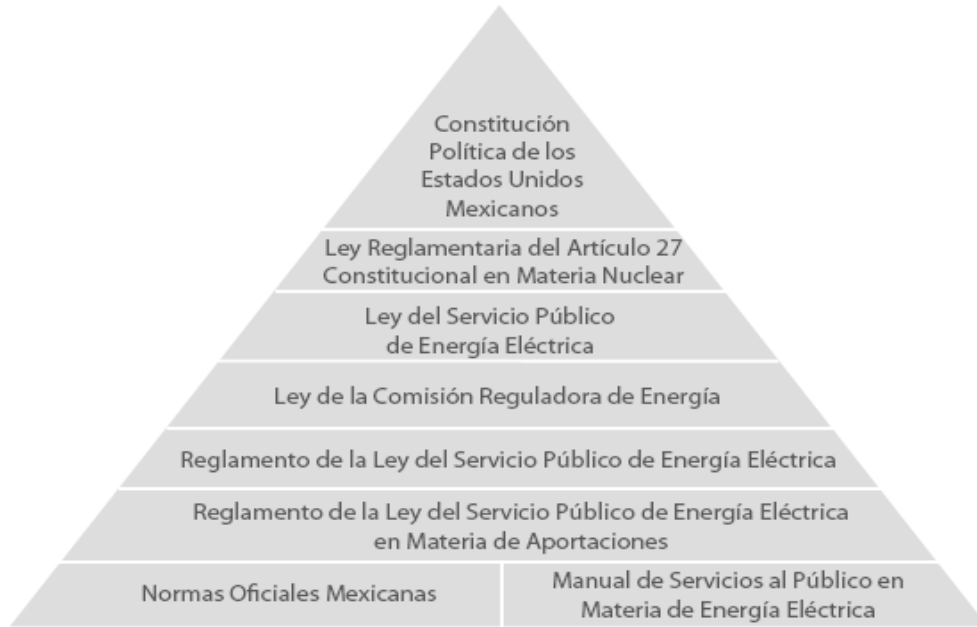 Constitución
Política de los
Estados Unidos
Mexicanos
Ley Reglamentaria del Artículo 27
Constitucional en Materia Nuclear
Ley del Servicio Público
de Energía Eléctrica
Ley de la Comisión Reguladora de Energía
Reglamento de la Ley del Servicio Público de Energía Eléctrica
Reglamento de la Ley del Servicio Público de Energía Eléctrica
en Materia de Aportaciones
Normas Oficiales Mexicanas
Manual de Servicios al Público en
Materia de Energía Eléctrica